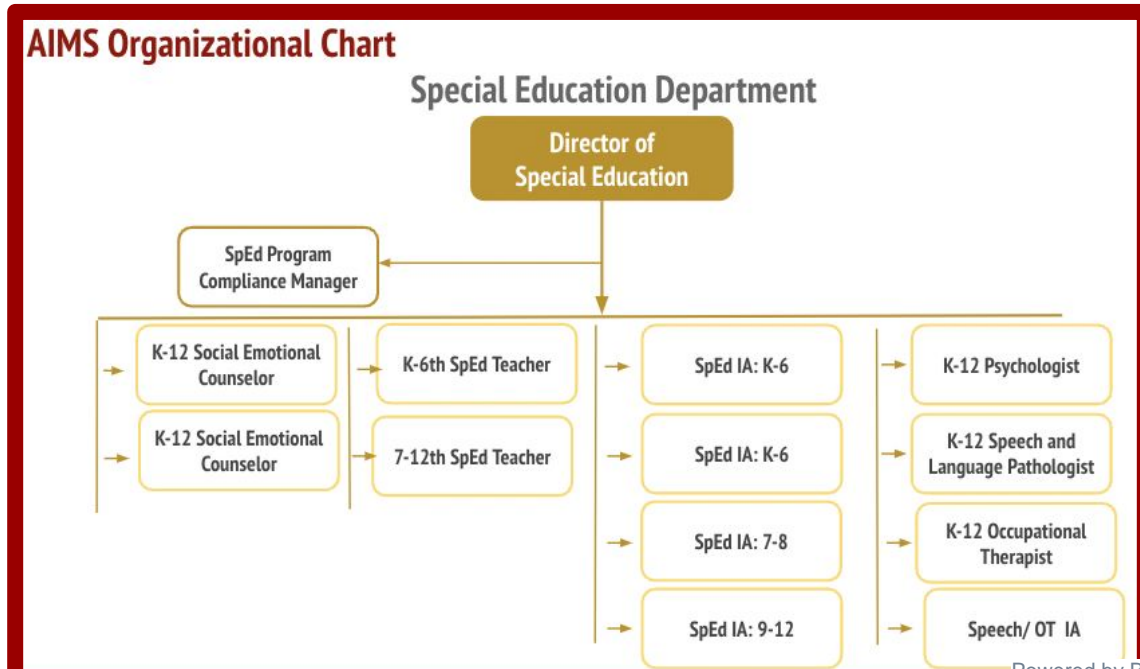 AIMS Organizational Chart
Special Education Department
Director of
Special Education
SpEd Program
Compliance Manager
K-12 Social Emotional
Counselor
K-12 Social Emotional
Counselor
K-6th SpEd Teacher
7-12th SpEd Teacher
SpEd IA: K-6
SpEd IA: K-6
SpEd IA: 7-8
SpEd IA: 9-12
K-12 Psychologist
K-12 Speech and
Language Pathologist
K-12 Occupational
Therapist
Speech/ OT IA
Powered by